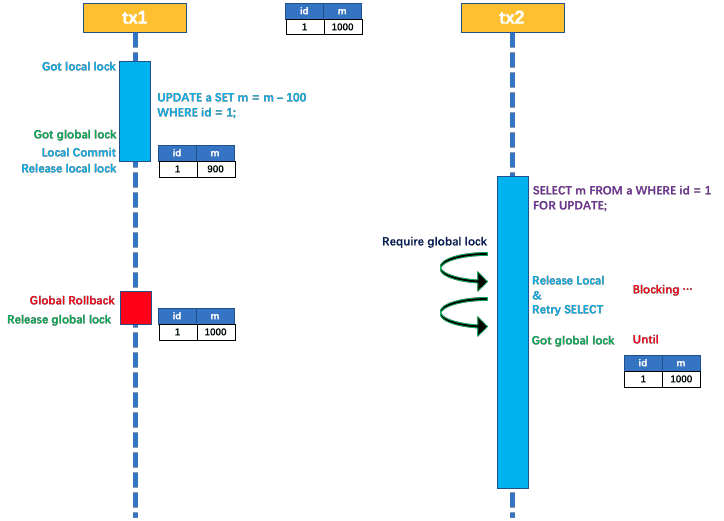 tx1
id m
1 1000
tx2
Got local lock
UPDATE a SET m = m – 100
WHERE id = 1;
Got global lock
Local Commit
Release local lock
id m
1 900
SELECT m FROM a WHERE id = 1
FOR UPDATE;
Require global lock
Release Local
&
Retry SELECT
Blocking ···
Global Rollback
Release global lock
id m
1 1000
Got global lock
Until
id m
1 1000